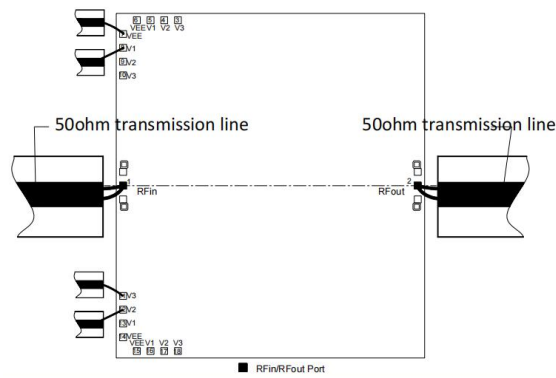 6 5 4 3
VEE V1 V2 V3
7 VEE
8 V1
9 V2
10 V3
50ohm transmission line 50ohm transmission line
1 2
RFin RFout
V3
12 V2
13 V1
14 VEE
VEE V1 V2 V3
15 16 17 18
RFin/RFout Port